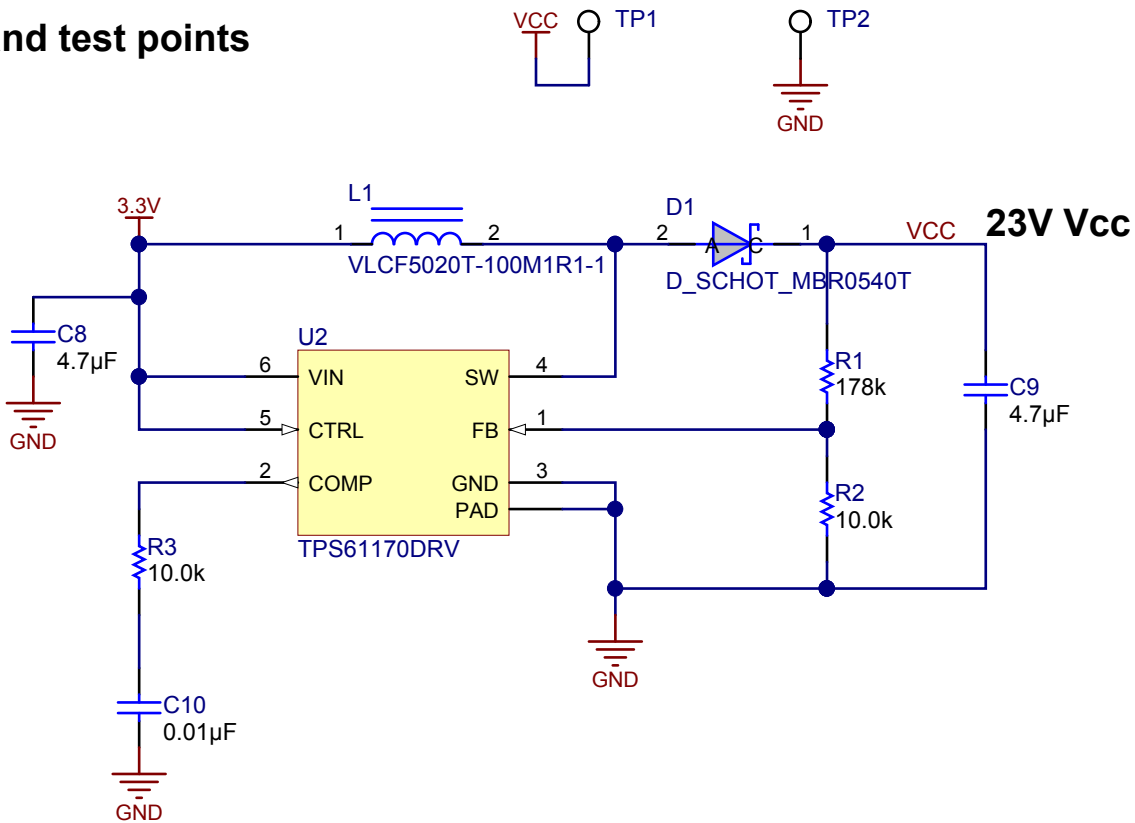 nd test points
VCC
TP1
TP2
GND
3.3V
L1
1
2
VLCF5020T-100M1R1-1
D1
2
A
C
1
D_SCHOT_MBR0540T
VCC
23V Vcc
C8
4.7µF
GND
U2
6
VIN
SW
4
5
CTRL
FB
1
2
COMP
GND
3
PAD
TPS61170DRV
R1
178k
C9
4.7µF
R2
10.0k
R3
10.0k
GND
C10
0.01µF
GND